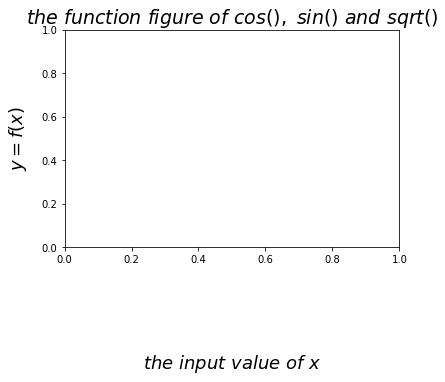 the function figure of cos(), sin() and sqrt()
1.0
0.8
0.6
0.4
0.2
0.0
y = f(x)
0.0 0.2 0.4 0.6 0.8 1.0
the input value of x